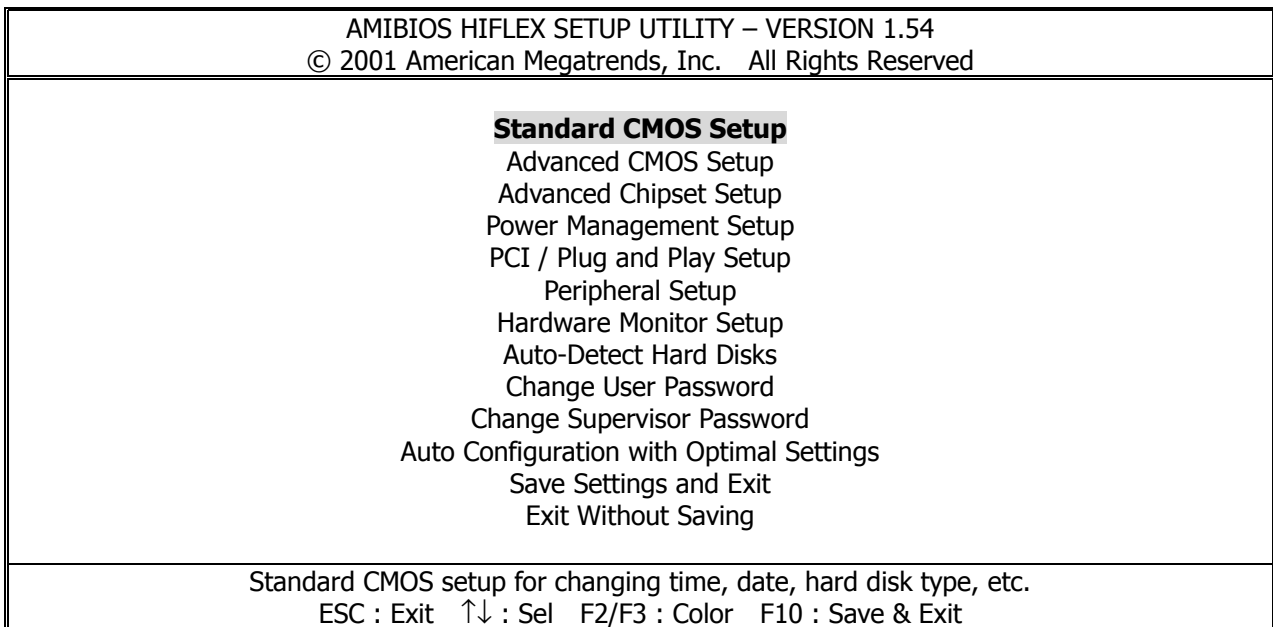 AMIBIOS HIFLEX SETUP UTILITY – VERSION 1.54
© 2001 American Megatrends, Inc. All Rights Reserved
Standard CMOS Setup
Advanced CMOS Setup
Advanced Chipset Setup
Power Management Setup
PCI / Plug and Play Setup
Peripheral Setup
Hardware Monitor Setup
Auto-Detect Hard Disks
Change User Password
Change Supervisor Password
Auto Configuration with Optimal Settings
Save Settings and Exit
Exit Without Saving
Standard CMOS setup for changing time, date, hard disk type, etc.
ESC : Exit ↑↓ : Sel F2/F3 : Color F10 : Save & Exit